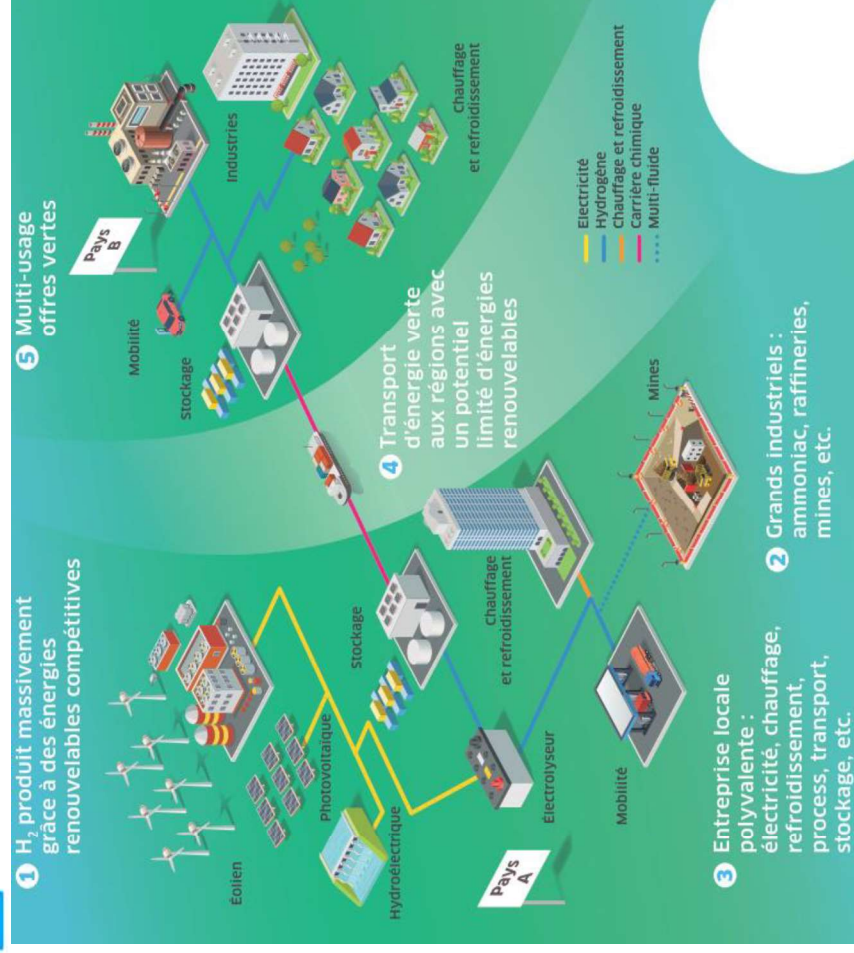 1 H₂ produit massivement
grâce à des énergies
renouvelables compétitives
Éolien
Photovoltaique
Hydroélectrique
Pays
A
Électrolyseur
Stockage
Chauffage
et refroidissement
Mobilité
Mines
3 Entreprise locale
polyvalente :
électricité, chauffage,
refroidissement,
process, transport,
stockage, etc.
2 Grands industriels :
ammoniac, raffineries,
mines, etc.
4 Transport
d'énergie verte
aux régions avec
un potentiel
limité d'énergies
renouvelables
5 Multi-usage
offres vertes
Pays
B
Mobilité
Stockage
Industries
Chauffage
et refroidissement
Electricité
Hydrogène
Chauffage et refroidissement
Carrière chimique
Multi-fluide